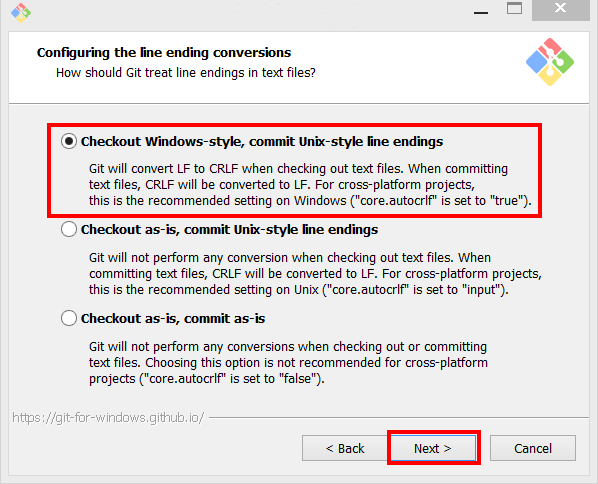 Configuring the line ending conversions
How should Git treat line endings in text files?
Checkout Windows-style, commit Unix-style line endings
Git will convert LF to CRLF when checking out text files. When committing
text files, CRLF will be converted to LF. For cross-platform projects,
this is the recommended setting on Windows ("core.autocrlf" is set to "true").
Checkout as-is, commit Unix-style line endings
Git will not perform any conversion when checking out text files. When
committing text files, CRLF will be converted to LF. For cross-platform projects,
this is the recommended setting on Unix ("core.autocrlf" is set to "input").
Checkout as-is, commit as-is
Git will not perform any conversions when checking out or committing
text files. Choosing this option is not recommended for cross-platform
projects ("core.autocrlf" is set to "false").
https://git-for-windows.github.io/
< Back
Next >
Cancel